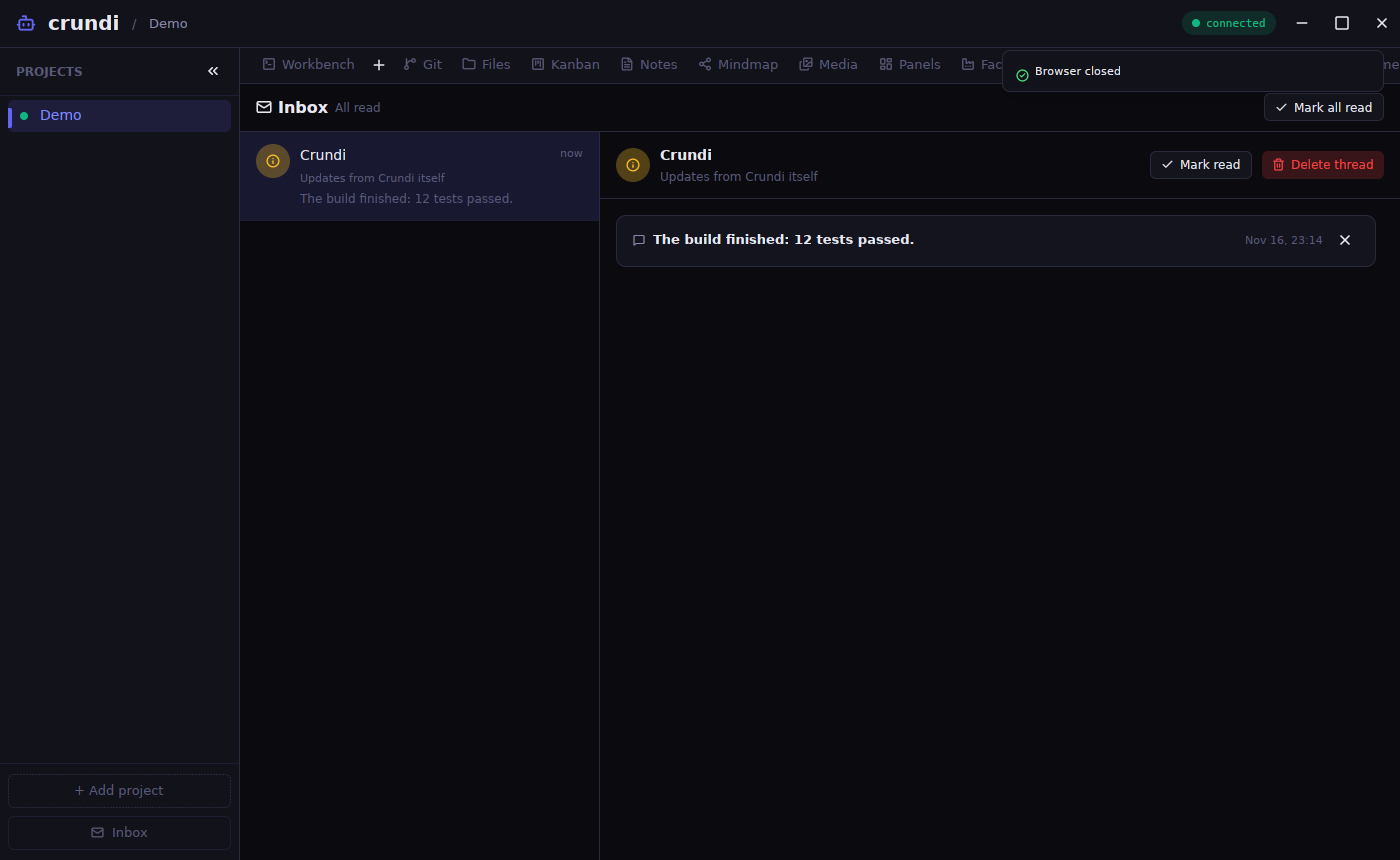 crundi / Demo
connected
PROJECTS
Workbench
Git
Files
Kanban
Notes
Mindmap
Media
Panels
Browser closed
Demo
Inbox All read
Mark all read
Crundi
now
Updates from Crundi itself
The build finished: 12 tests passed.
Crundi
Updates from Crundi itself
Mark read
Delete thread
The build finished: 12 tests passed.
Nov 16, 23:14
+ Add project
Inbox